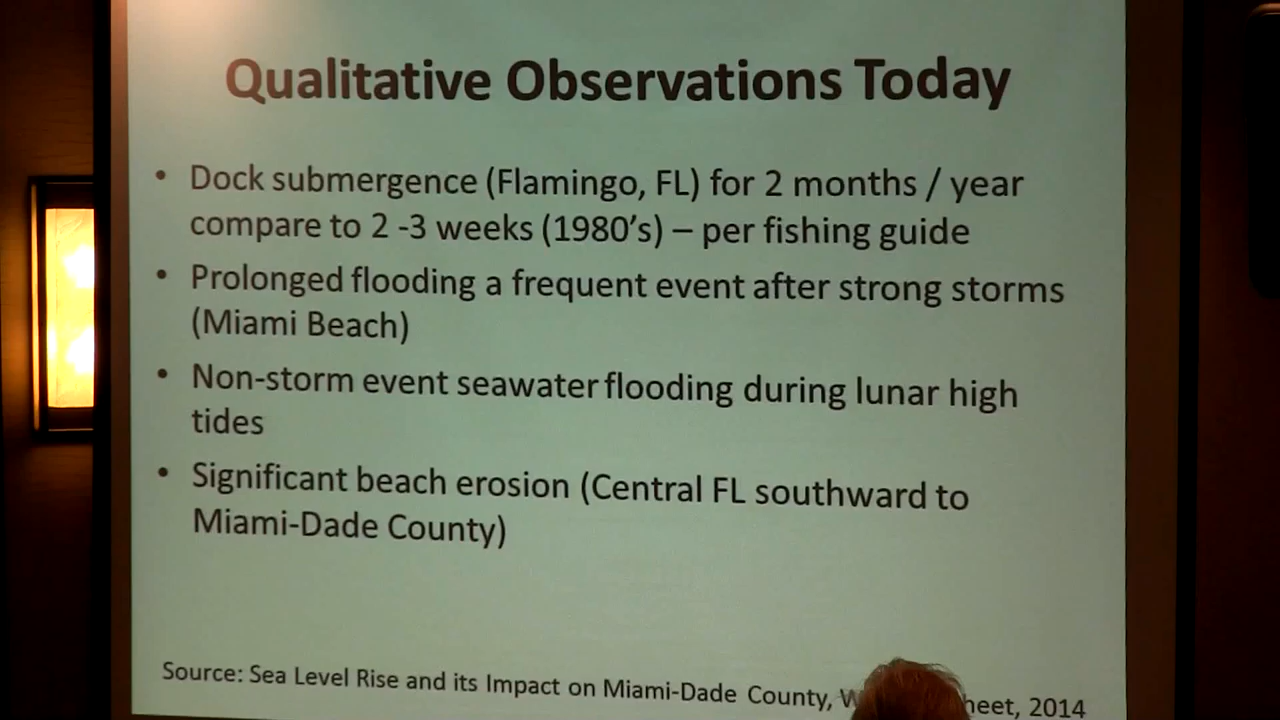 Qualitative Observations Today
• Dock submergence (Flamingo, FL) for 2 months / year
compare to 2 -3 weeks (1980’s) – per fishing guide
• Prolonged flooding a frequent event after strong storms
(Miami Beach)
• Non-storm event seawater flooding during lunar high
tides
• Significant beach erosion (Central FL southward to
Miami-Dade County)
Source: Sea Level Rise and its Impact on Miami-Dade County, 2014